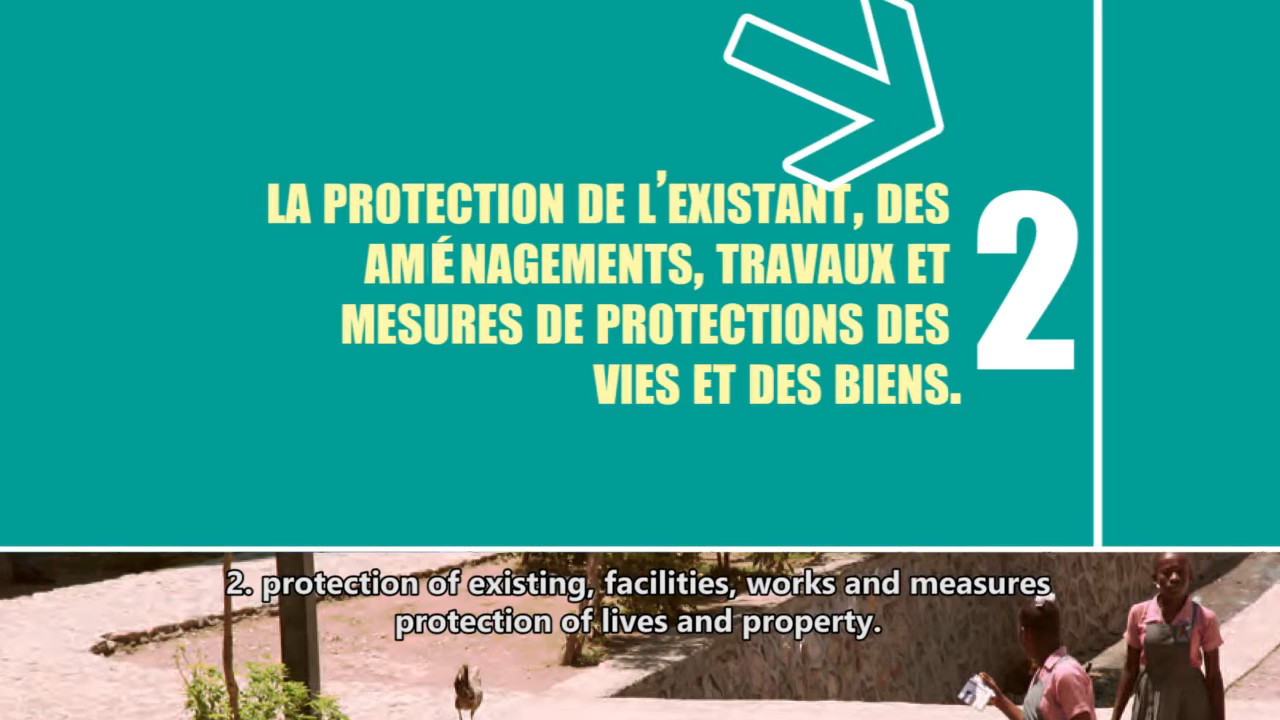 LA PROTECTION DE L'EXISTANT, DES
AMÉNAGEMENTS, TRAVAUX ET
MESURES DE PROTECTIONS DES
VIES ET DES BIENS.
2
2. protection of existing, facilities, works and measures
protection of lives and property.